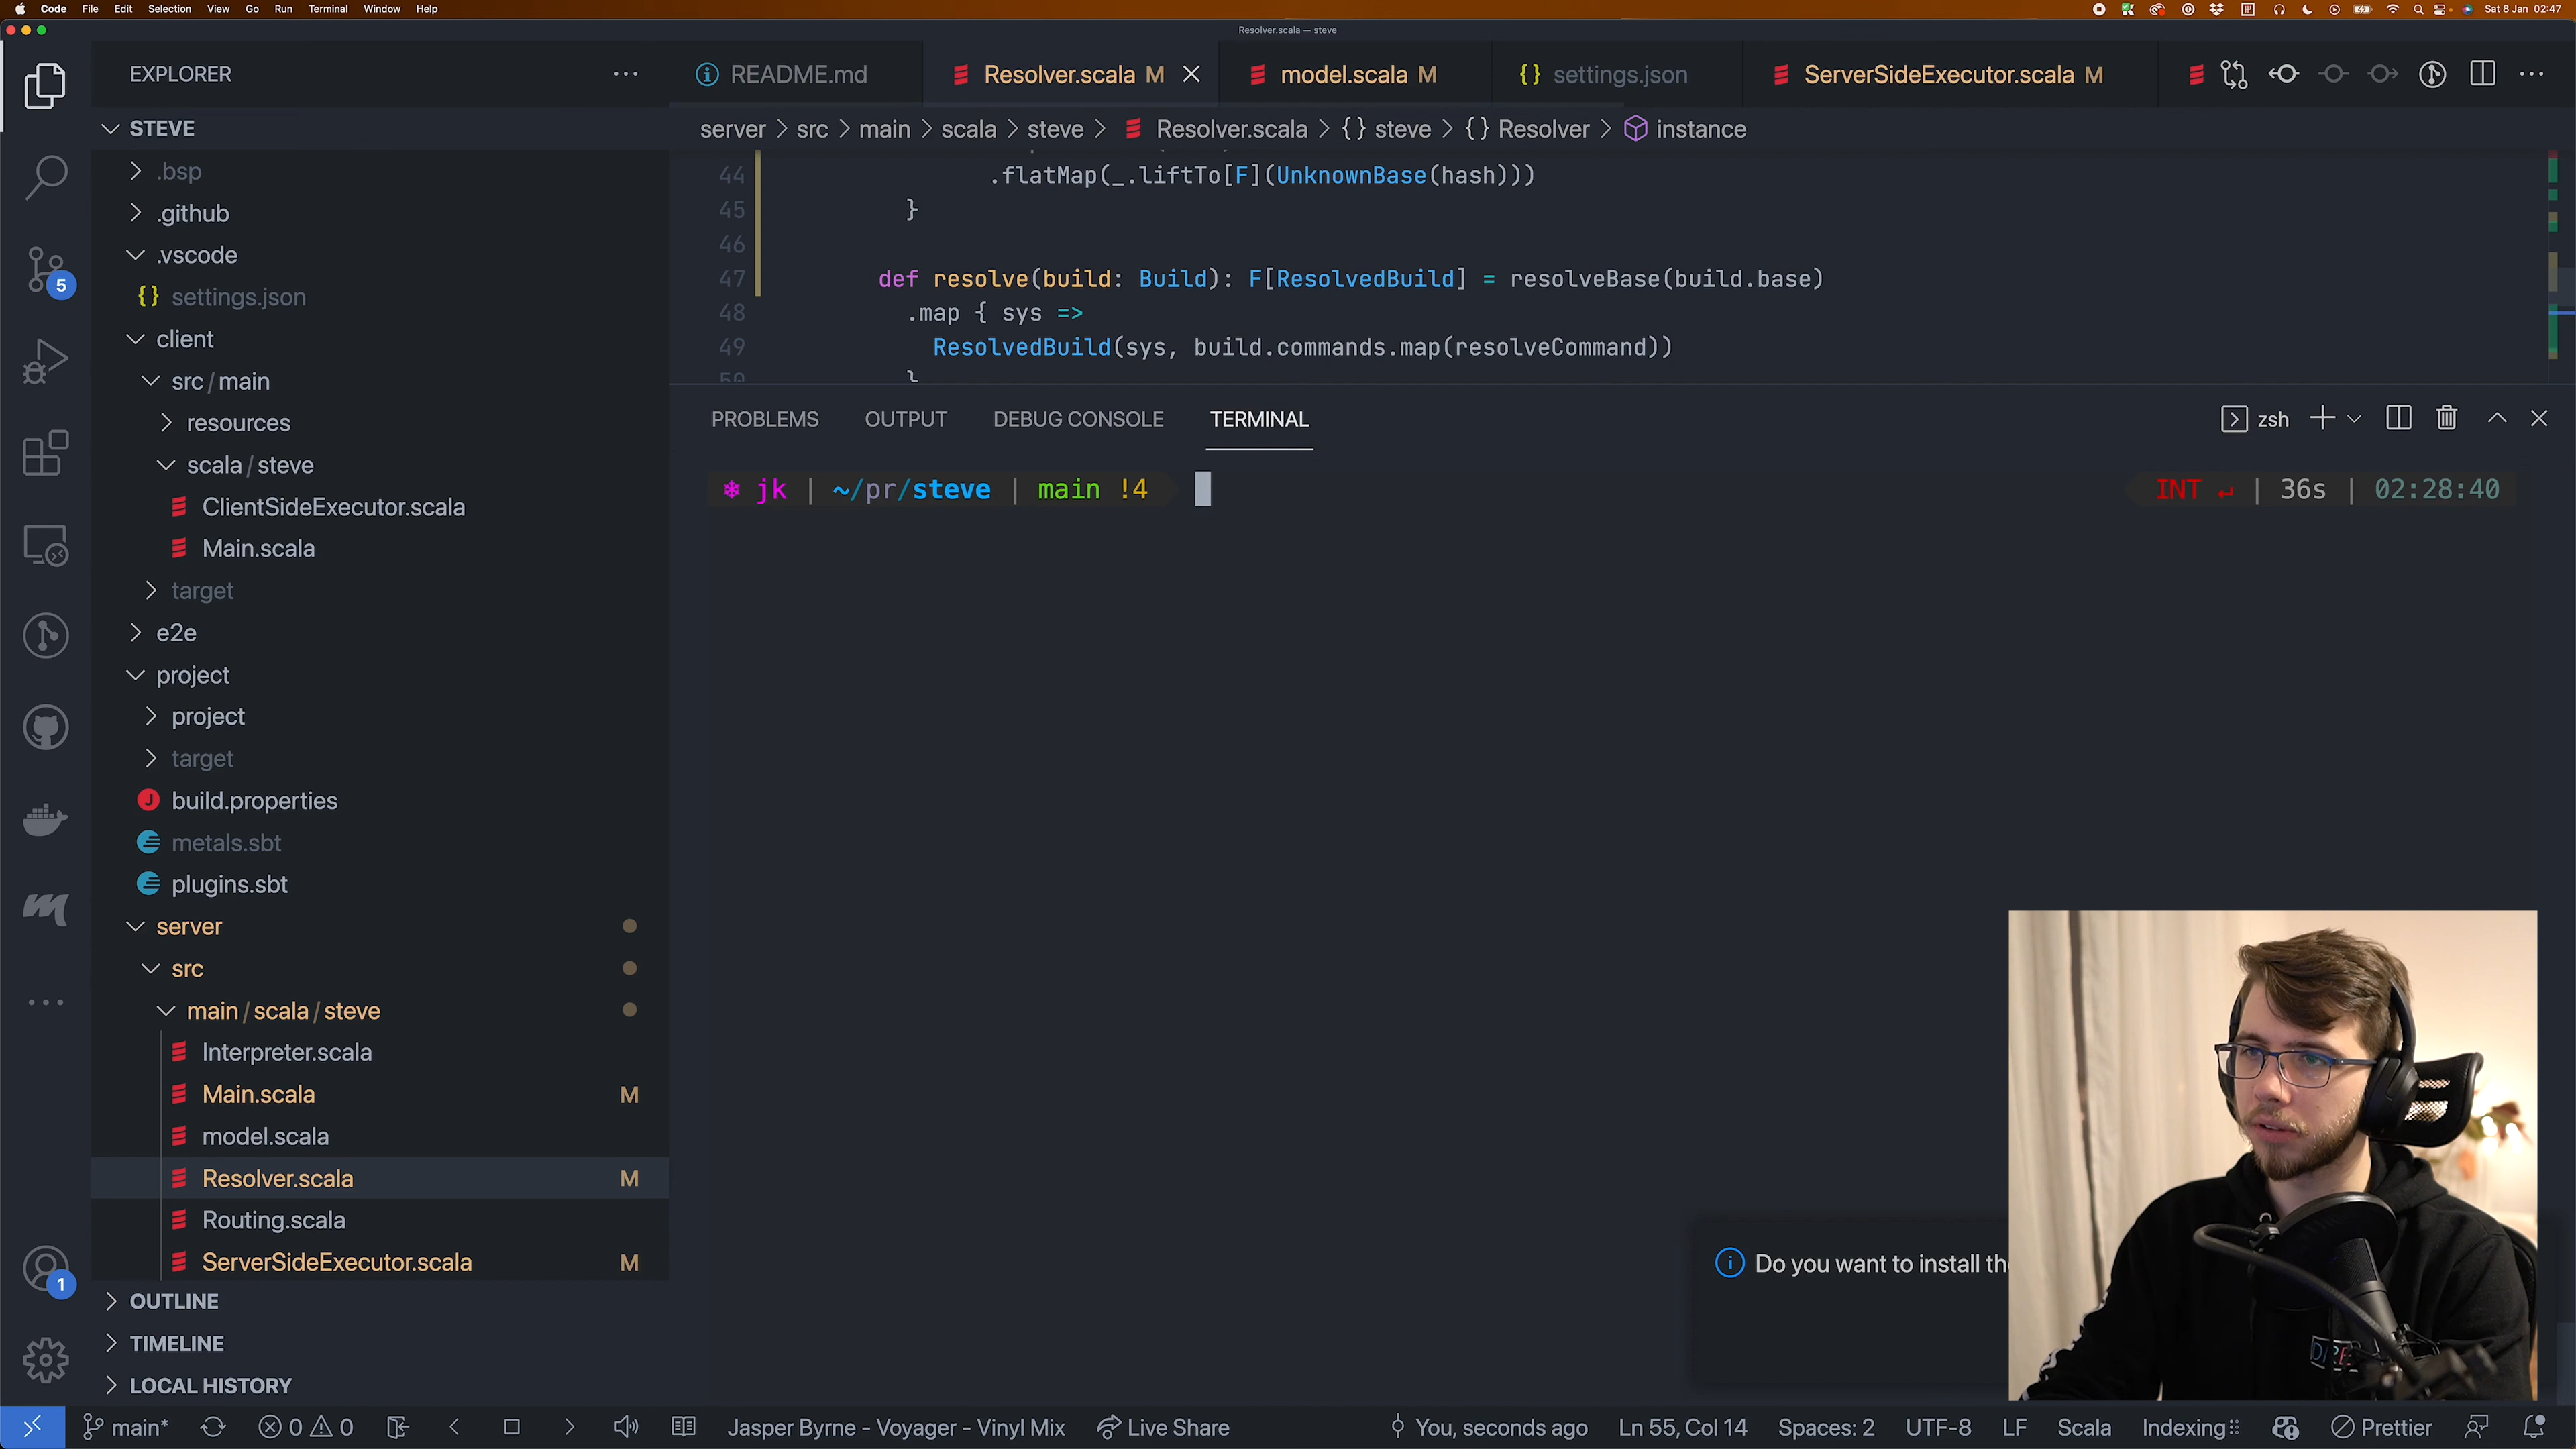 Code File Edit Selection View Go Run Terminal Window Help
Sat 8 Jan 02:47
Resolver.scala — steve
EXPLORER
README.md
Resolver.scala M
model.scala M
settings.json
ServerSideExecutor.scala M
STEVE
server > src > main > scala > steve > Resolver.scala > {} steve > {} Resolver > instance
.bsp
.github
.vscode
settings.json
client
src / main
resources
scala / steve
ClientSideExecutor.scala
Main.scala
target
e2e
project
project
target
build.properties
metals.sbt
plugins.sbt
server
src
main / scala / steve
Interpreter.scala
Main.scala M
model.scala
Resolver.scala M
Routing.scala
ServerSideExecutor.scala M
OUTLINE
TIMELINE
LOCAL HISTORY
5
1
44 .flatMap(_.liftTo[F](UnknownBase(hash)))
45 }
46
47 def resolve(build: Build): F[ResolvedBuild] = resolveBase(build.base)
48 .map { sys =>
49 ResolvedBuild(sys, build.commands.map(resolveCommand))
50 }
PROBLEMS OUTPUT DEBUG CONSOLE TERMINAL
zsh
jk | ~/pr/steve | main !4
INT ↵ | 36s | 02:28:40
Do you want to install the
main* 0 0 Jasper Byrne - Voyager - Vinyl Mix Live Share You, seconds ago Ln 55, Col 14 Spaces: 2 UTF-8 LF Scala Indexing Prettier